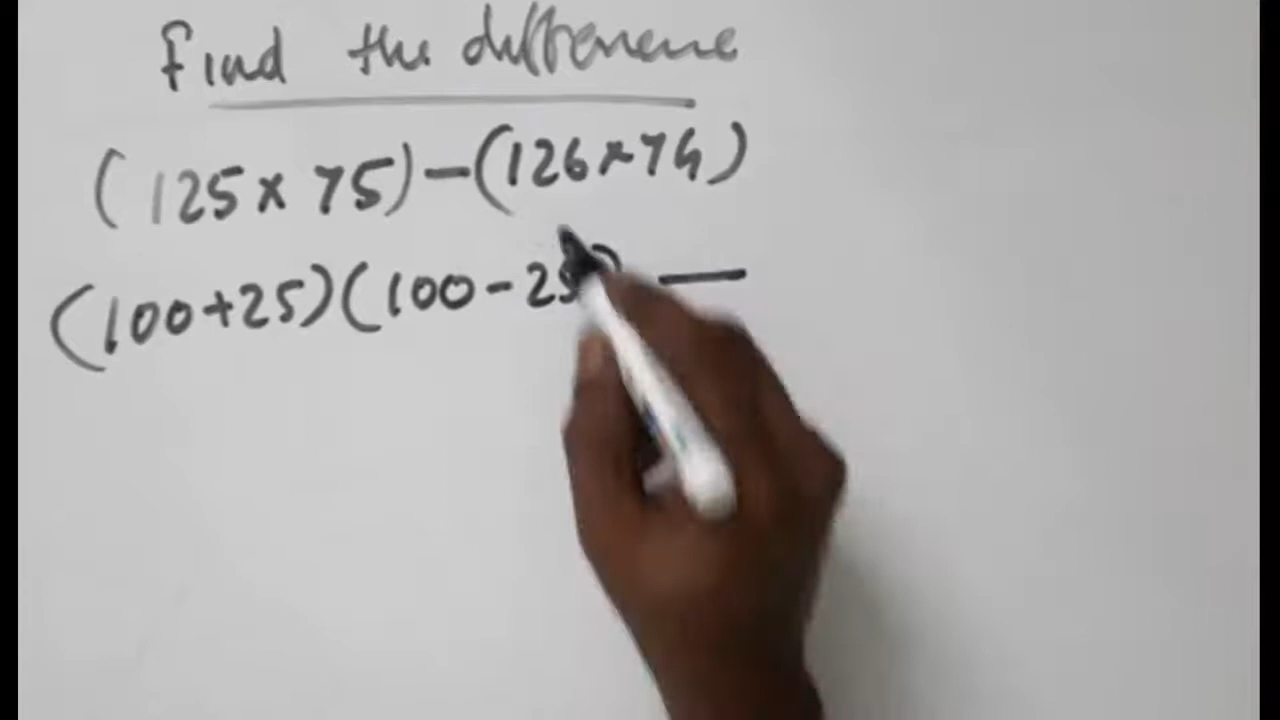 Find the difference
(125×75)-(126×74)
(100+25)(100-25) —